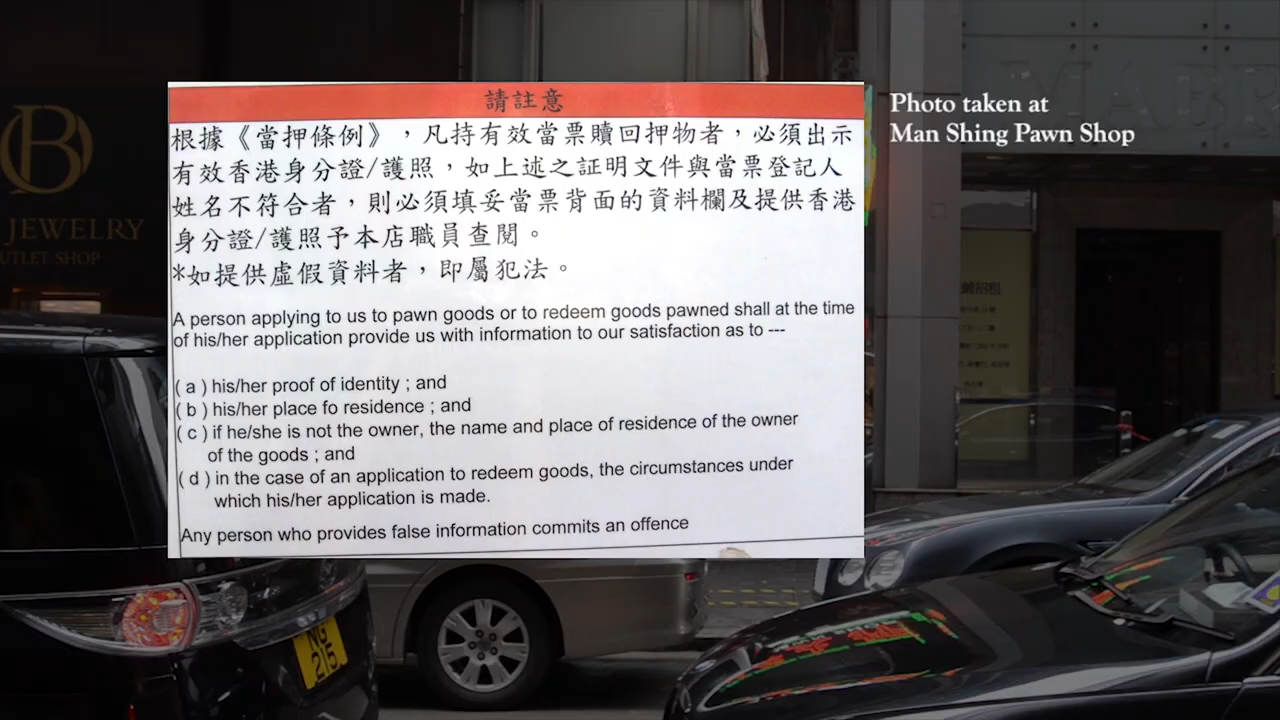 請註意
根據《當押條例》，凡持有效當票贖回押物者，必須出示
有效香港身分證/護照，如上述之証明文件與當票登記人
姓名不符合者，則必須填妥當票背面的資料欄及提供香港
身分證/護照予本店職員查閱。
*如提供虛假資料者，即屬犯法。
A person applying to us to pawn goods or to redeem goods pawned shall at the time
of his/her application provide us with information to our satisfaction as to ---
( a ) his/her proof of identity ; and
( b ) his/her place fo residence ; and
( c ) if he/she is not the owner, the name and place of residence of the owner
of the goods ; and
( d ) in the case of an application to redeem goods, the circumstances under
which his/her application is made.
Any person who provides false information commits an offence
Photo taken at
Man Shing Pawn Shop
B
JEWELRY
OUTLET SHOP
NG
215